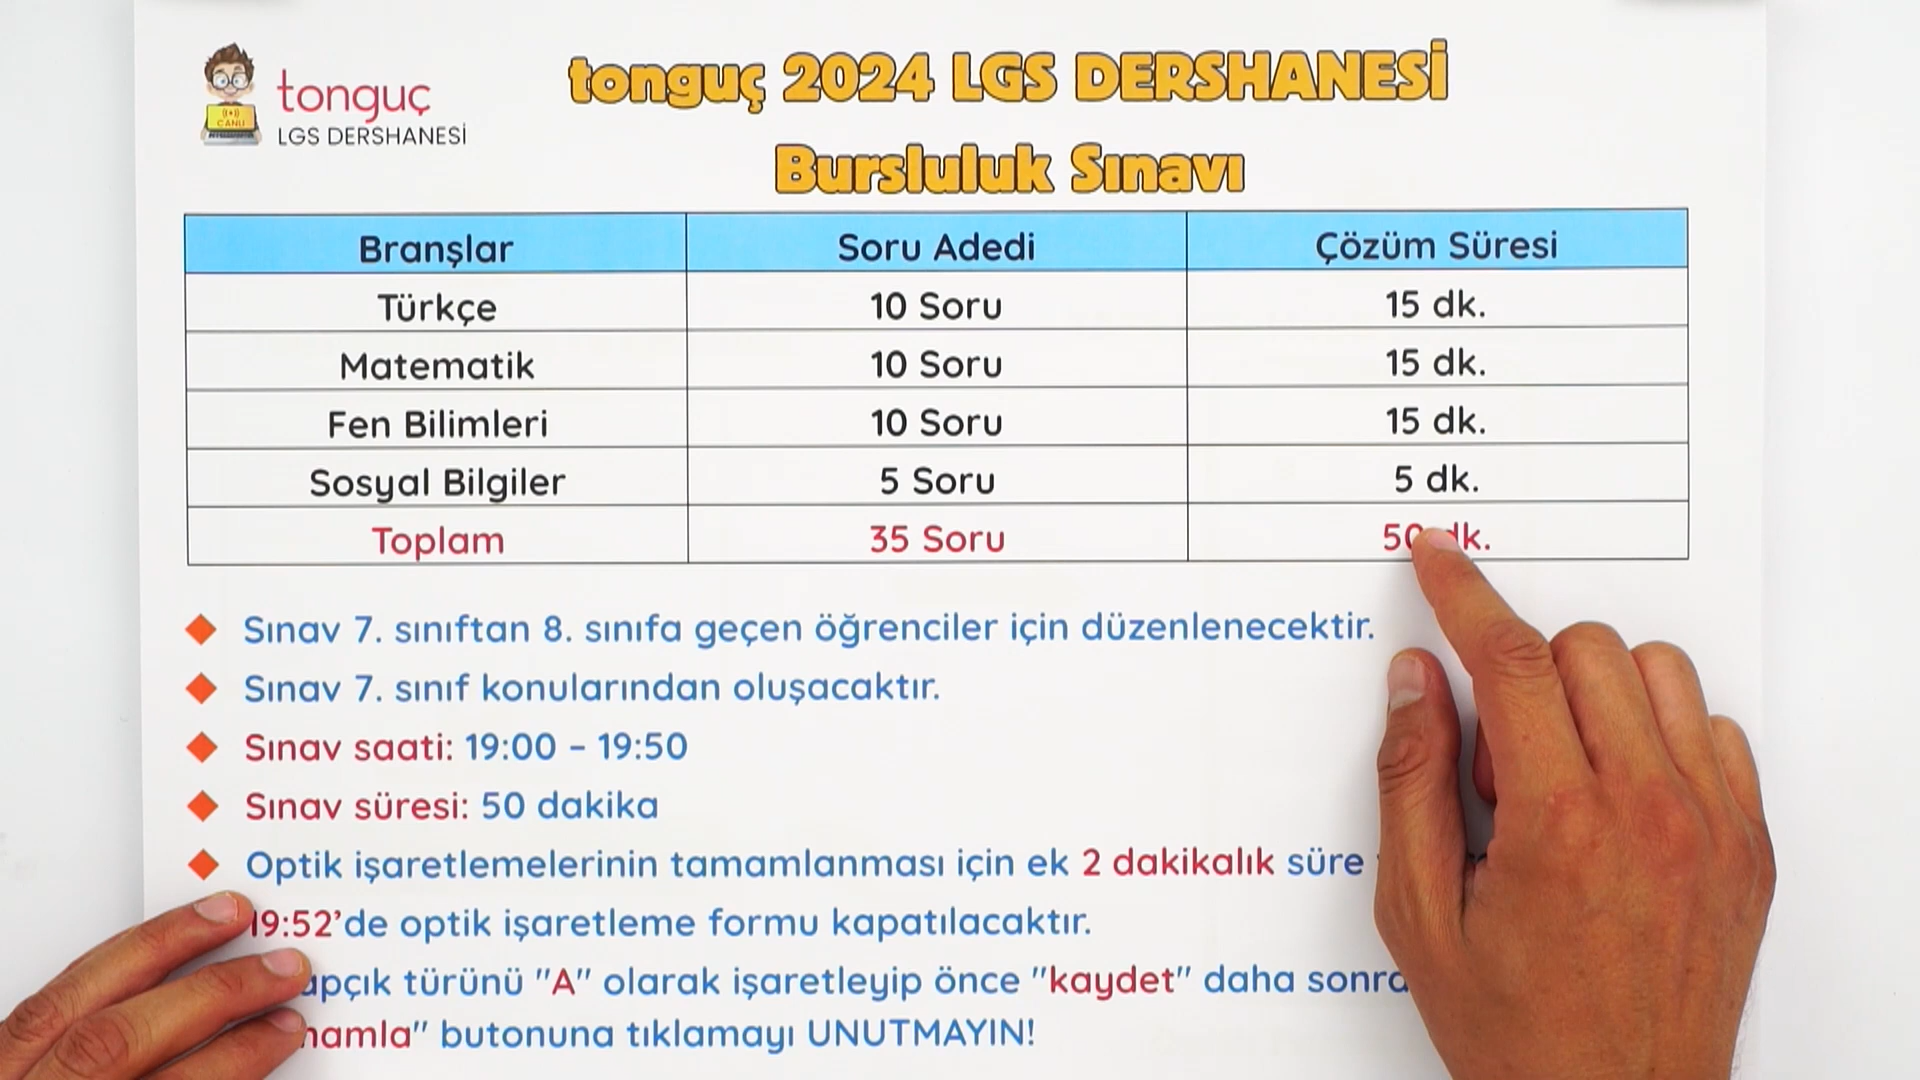 tonguç
LGS DERSHANESİ
CANLI
tonguç 2024 LGS DERSHANESİ
Bursluluk Sınavı
Branşlar Soru Adedi Çözüm Süresi
Türkçe 10 Soru 15 dk.
Matematik 10 Soru 15 dk.
Fen Bilimleri 10 Soru 15 dk.
Sosyal Bilgiler 5 Soru 5 dk.
Toplam 35 Soru 50 dk.
Sınav 7. sınıftan 8. sınıfa geçen öğrenciler için düzenlenecektir.
Sınav 7. sınıf konularından oluşacaktır.
Sınav saati: 19:00 – 19:50
Sınav süresi: 50 dakika
Optik işaretlemelerinin tamamlanması için ek 2 dakikalık süre
19:52’de optik işaretleme formu kapatılacaktır.
türünü "A" olarak işaretleyip önce "kaydet" daha sonra
butonuna tıklamayı UNUTMAYIN!